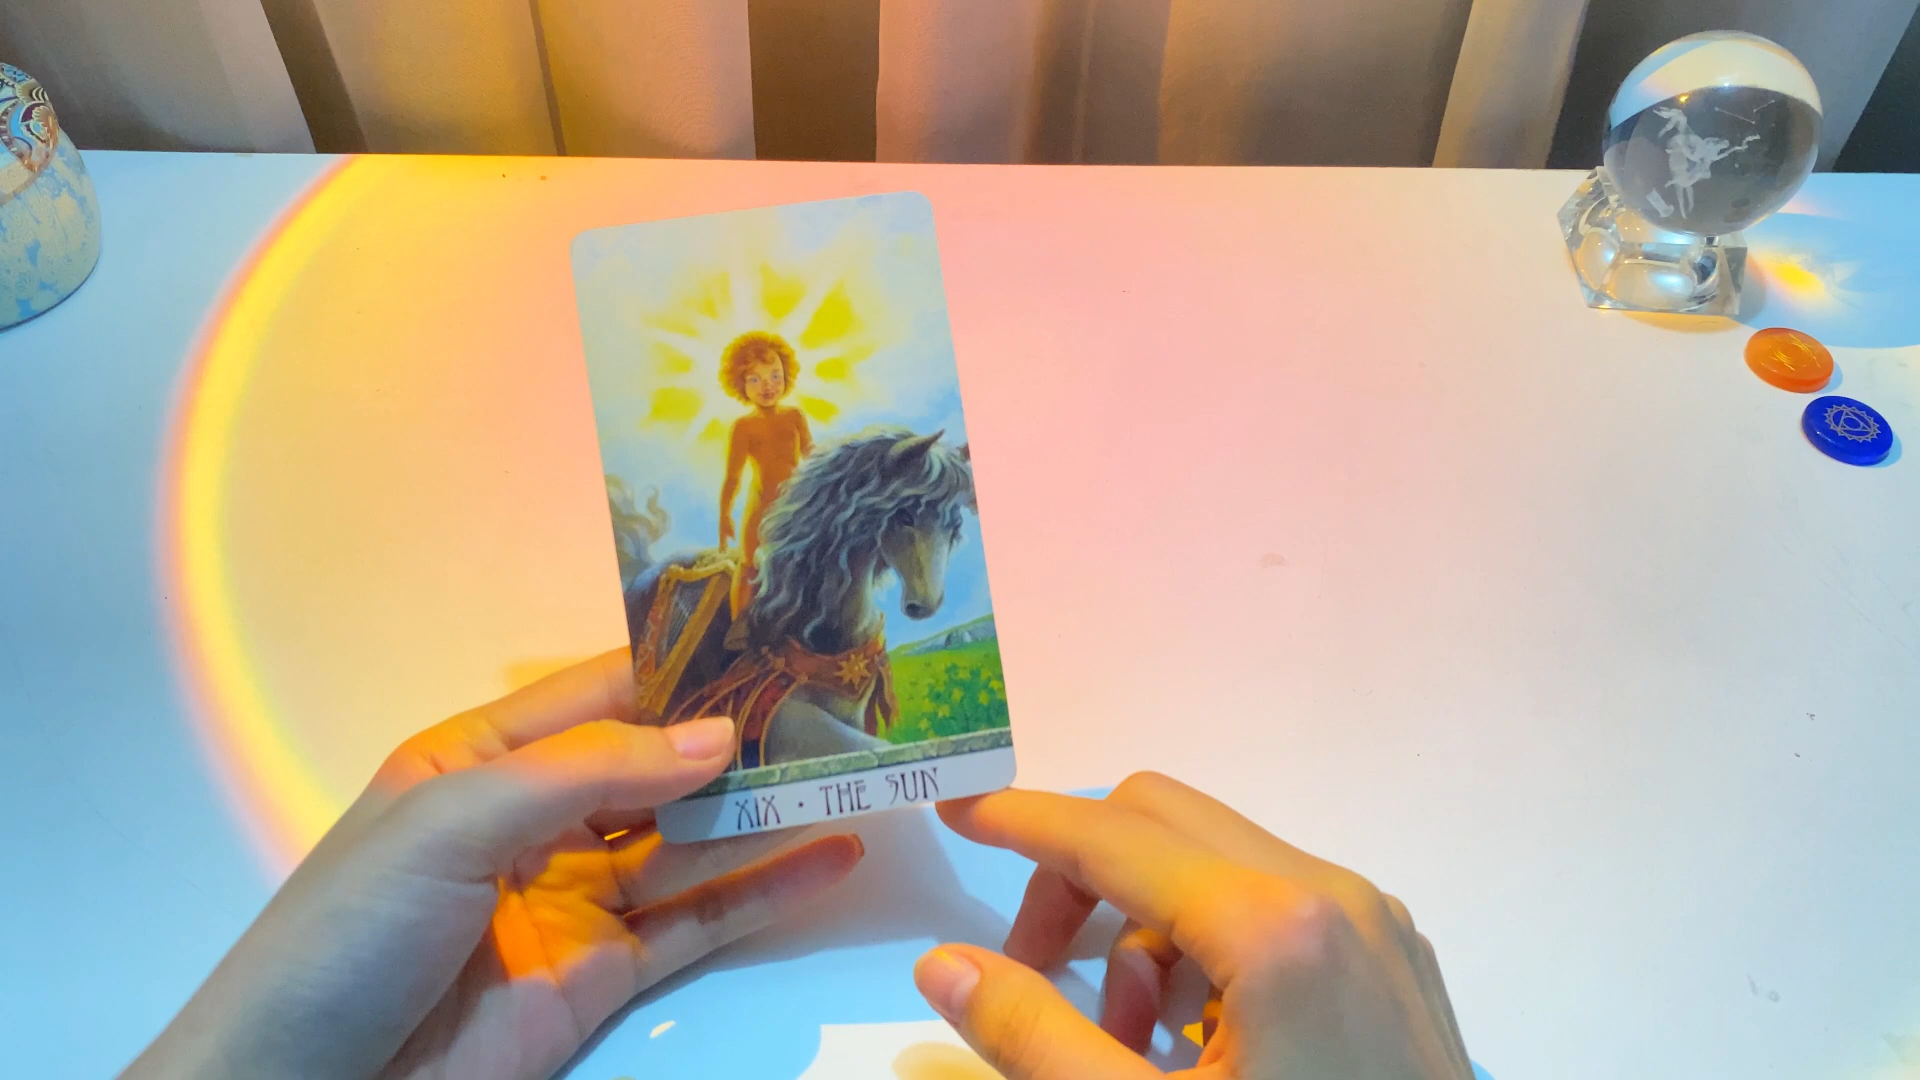 XIX • THE SUN